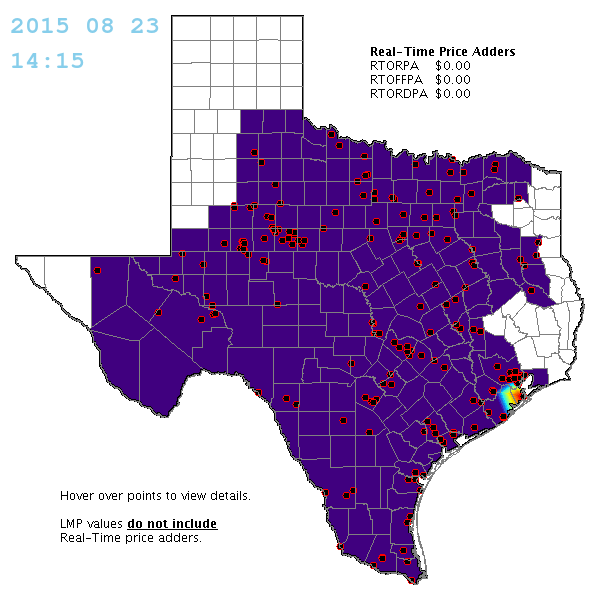 2015 08 23
14:15
Real-Time Price Adders
RTORPA $0.00
RTOFFPA $0.00
RTORDPA $0.00
Hover over points to view details.
LMP values do not include
Real-Time price adders.